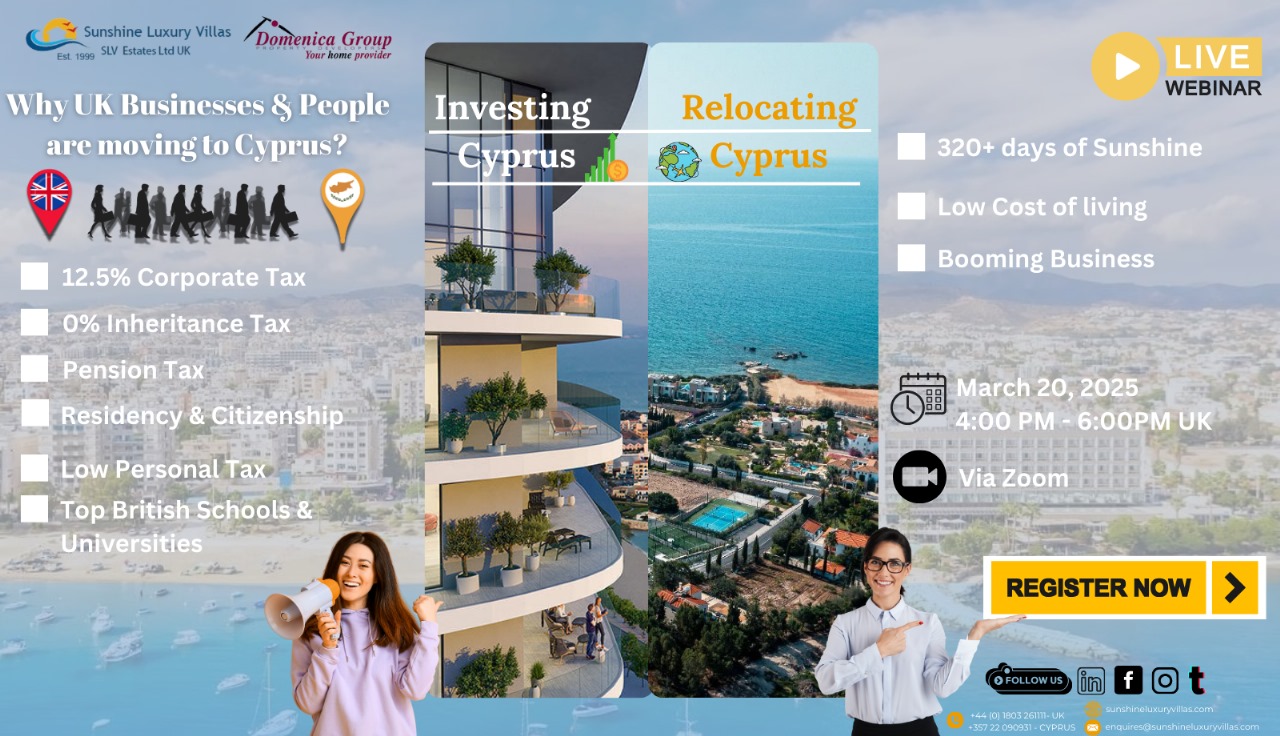 Sunshine Luxury Villas
SLV Estates Ltd UK
Est. 1999
Domenica Group
PROPERTY DEVELOPERS
Your home provider
Why UK Businesses & People
are moving to Cyprus?
12.5% Corporate Tax
0% Inheritance Tax
Pension Tax
Residency & Citizenship
Low Personal Tax
Top British Schools &
Universities
Investing
Cyprus
Relocating
Cyprus
LIVE
WEBINAR
320+ days of Sunshine
Low Cost of living
Booming Business
March 20, 2025
4:00 PM - 6:00PM UK
Via Zoom
REGISTER NOW
FOLLOW US
+44 (0) 1803 261111- UK
+357 22 090931 - CYPRUS
sunshineluxuryvillas.com
enquires@sunshineluxuryvillas.com